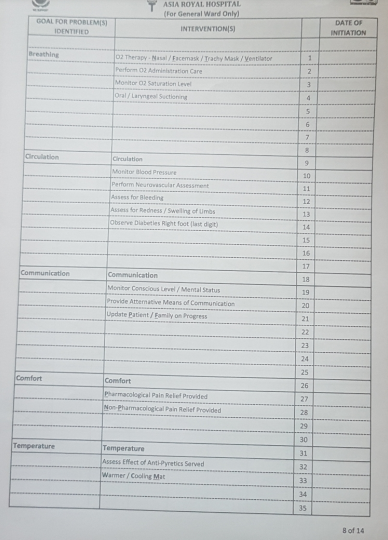 ASIA ROYAL HOSPITAL
(For General Ward Only)
GOAL FOR PROBLEM(S) IDENTIFIED
INTERVENTION(S)
DATE OF INITIATION
Breathing
O2 Therapy - Nasal / Facemask / Trachy Mask / Ventilator 1
Perform O2 Administration Care 2
Monitor O2 Saturation Level 3
Oral / Laryngeal Suctioning 4
5
6
7
8
Circulation Circulation 9
Monitor Blood Pressure 10
Perform Neurovascular Assessment 11
Assess for Bleeding 12
Assess for Redness / Swelling of Limbs 13
Observe Diabeties Right foot (last digit) 14
15
16
17
Communication Communication 18
Monitor Conscious Level / Mental Status 19
Provide Alternative Means of Communication 20
Update Patient / Family on Progress 21
22
23
24
25
Comfort Comfort 26
Pharmacological Pain Relief Provided 27
Non-Pharmacological Pain Relief Provided 28
29
30
Temperature Temperature 31
Assess Effect of Anti-Pyretics Served 32
Warmer / Cooling Mat 33
34
35
8 of 14